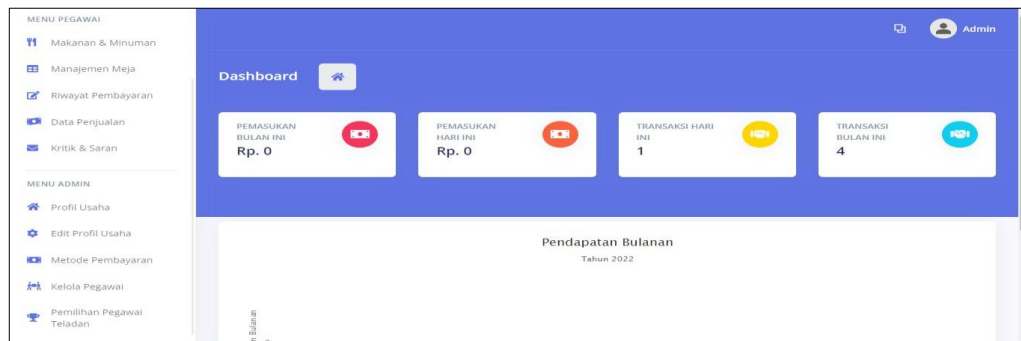 MENU PEGAWAI
Makanan & Minuman
Manajemen Meja
Riwayat Pembayaran
Data Penjualan
Kritik & Saran
MENU ADMIN
Profil Usaha
Edit Profil Usaha
Metode Pembayaran
Kelola Pegawai
Pemilihan Pegawai
Teladan
Admin
Dashboard
PEMASUKAN
BULAN INI
Rp. 0
PEMASUKAN
HARI INI
Rp. 0
TRANSAKSI HARI
INI
1
TRANSAKSI
BULAN INI
4
Pendapatan Bulanan
Tahun 2022
Bulanan